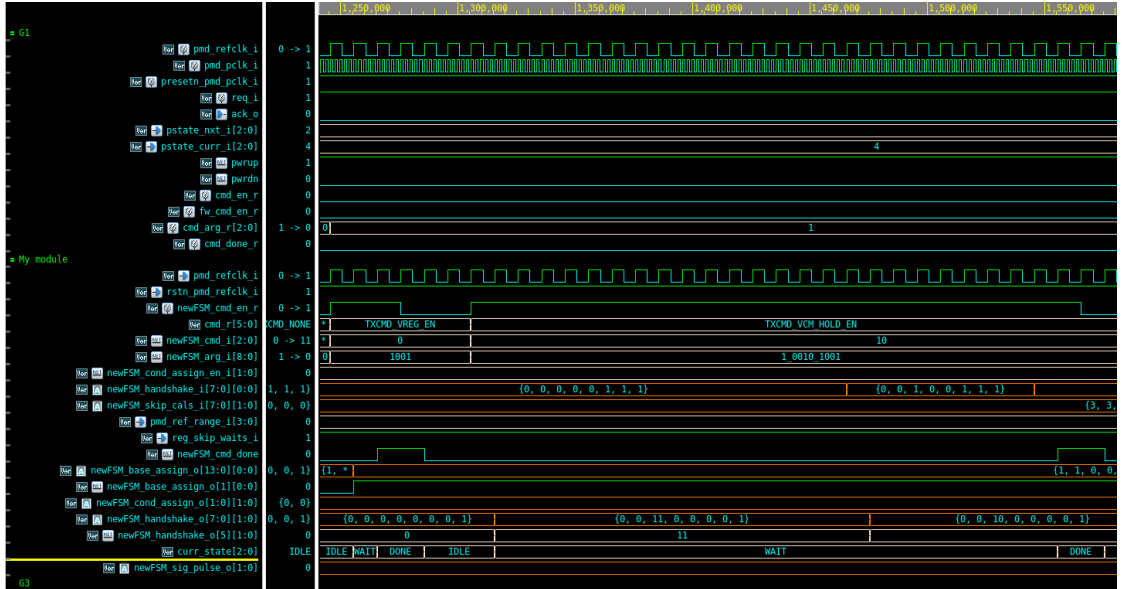 1,250,000 1,300,000 1,350,000 1,400,000 1,450,000 1,500,000 1,550,000
G1
pmd_refclk_i 0 -> 1
pmd_pclk_i 1
presetn_pmd_pclk_i 1
req_i 1
ack_o 0
pstate_nxt_i[2:0] 2
pstate_curr_i[2:0] 4 4
pwrup 1
pwrdn 0
cmd_en_r 0
fw_cmd_en_r 0
cmd_arg_r[2:0] 1 -> 0 0 1
cmd_done_r 0
My module
pmd_refclk_i 0 -> 1
rstn_pmd_refclk_i 1
newFSM_cmd_en_r 0 -> 1
cmd_r[5:0] XCMD_NONE * TXCMD_VREG_EN TXCMD_VCM_HOLD_EN
newFSM_cmd_i[2:0] 0 -> 11 * 0 10
newFSM_arg_i[8:0] 1 -> 0 0 1001 1_0010_1001
newFSM_cond_assign_en_i[1:0] 0
newFSM_handshake_i[7:0][0:0] 1, 1, 1} {0, 0, 0, 0, 0, 1, 1, 1} {0, 0, 1, 0, 0, 1, 1, 1}
newFSM_skip_cals_i[7:0][1:0] 0, 0, 0} {3, 3,
pmd_ref_range_i[3:0] 0
reg_skip_waits_i 1
newFSM_cmd_done 0
newFSM_base_assign_o[13:0][0:0] 0, 0, 1} {1, * {1, 1, 0, 0,
newFSM_base_assign_o[1][0:0] 0
newFSM_cond_assign_o[1:0][1:0] {0, 0}
newFSM_handshake_o[7:0][1:0] 0, 0, 1} {0, 0, 0, 0, 0, 0, 0, 1} {0, 0, 11, 0, 0, 0, 0, 1} {0, 0, 10, 0, 0, 0, 0, 1}
newFSM_handshake_o[5][1:0] 0 0 11
curr_state[2:0] IDLE IDLE WAIT DONE IDLE WAIT DONE
newFSM_sig_pulse_o[1:0] 0
G3